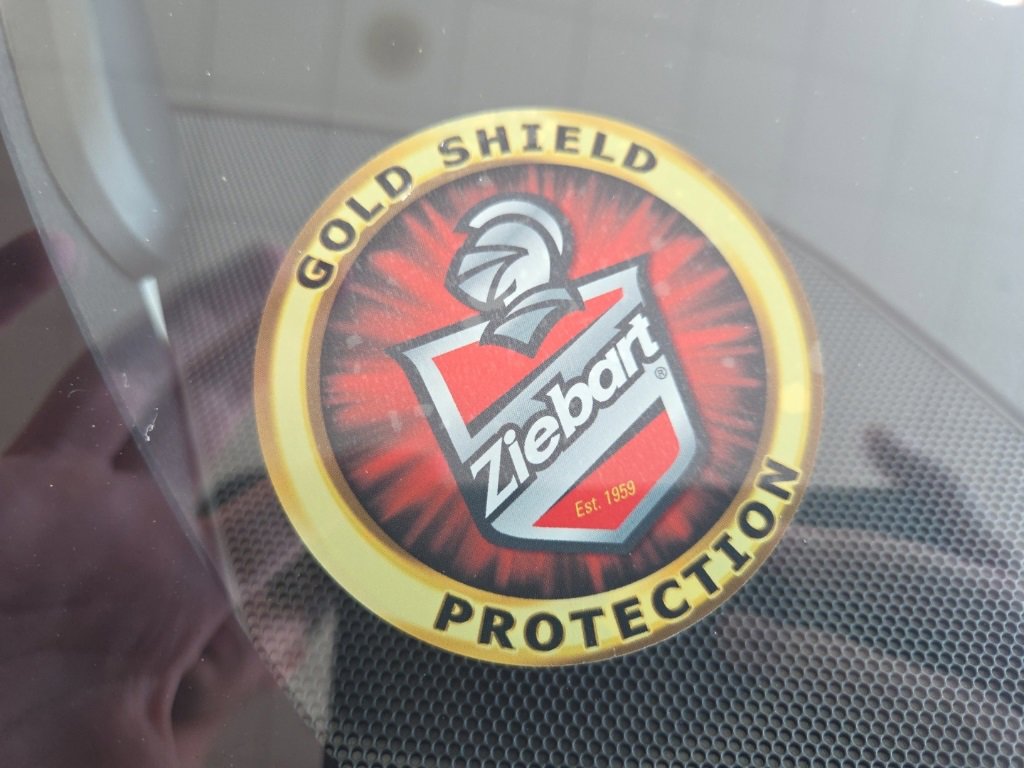 GOLD SHIELD
Ziebart®
Est. 1959
PROTECTION